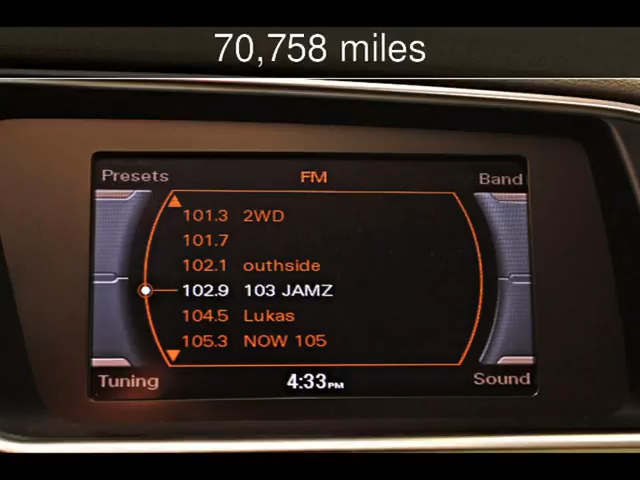 70,758 miles
Presets FM Band
101.3 2WD
101.7
102.1 outhside
102.9 103 JAMZ
104.5 Lukas
105.3 NOW 105
Tuning 4:33PM Sound